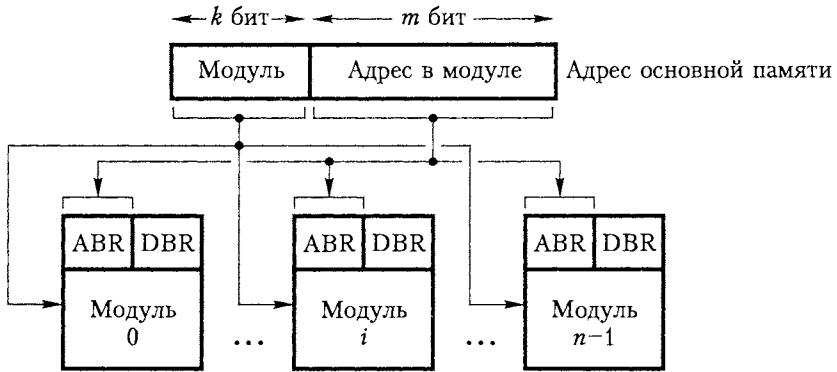 k бит m бит
Модуль Адрес в модуле Адрес основной памяти
ABR DBR ABR DBR ABR DBR
Модуль 0 ... Модуль i ... Модуль n−1